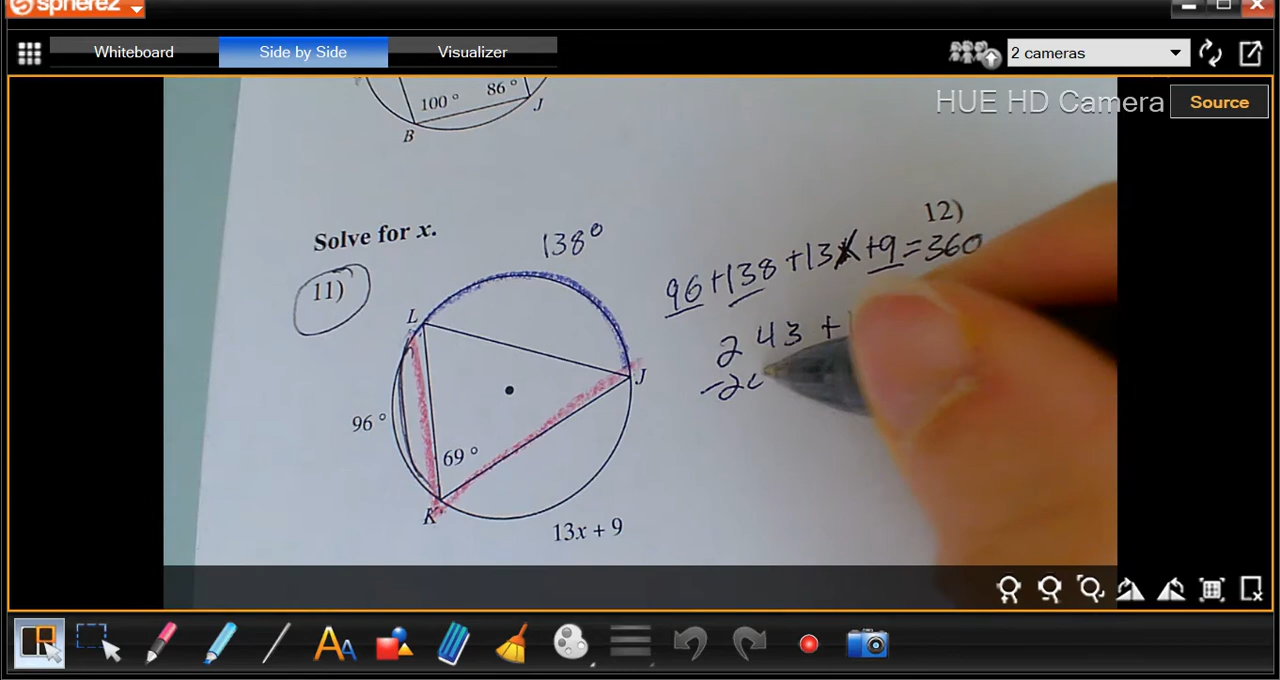 sphere2
Whiteboard
Side by Side
Visualizer
2 cameras
HUE HD Camera
Source
100 °
86 °
J
B
Solve for x.
11)
138°
L
J
96 °
69 °
K
13x + 9
12)
96 + 138 + 13x + 9 = 360
243 +
-2